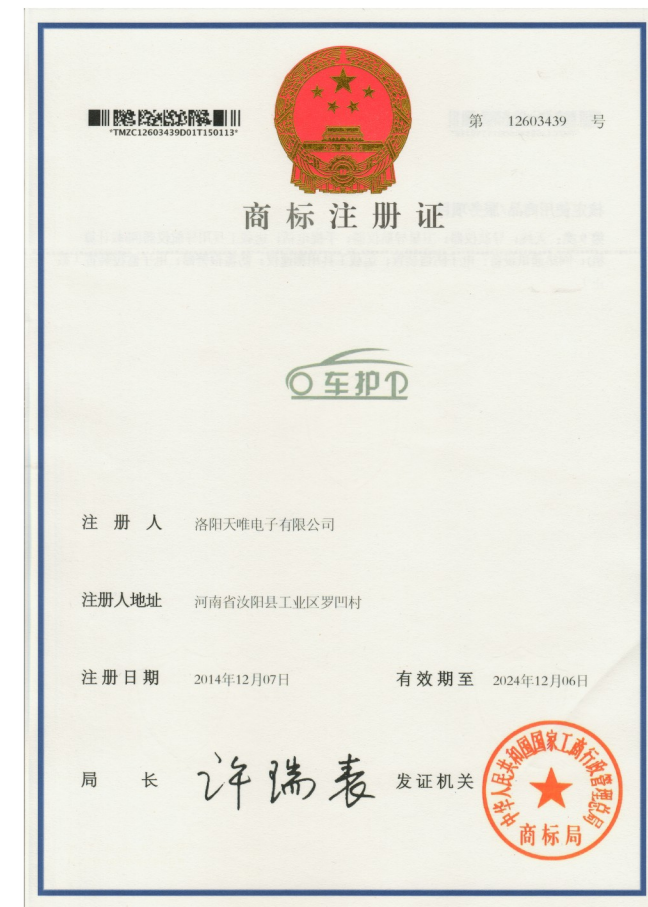 *TMZC12603439D01T150113*
第 12603439 号
商标注册证
车护卫
注册人 洛阳天唯电子有限公司
注册人地址 河南省汝阳县工业区罗凹村
注册日期 2014年12月07日 有效期至 2024年12月06日
局长 许瑞表 发证机关
中华人民共和国国家工商行政管理总局
商标局